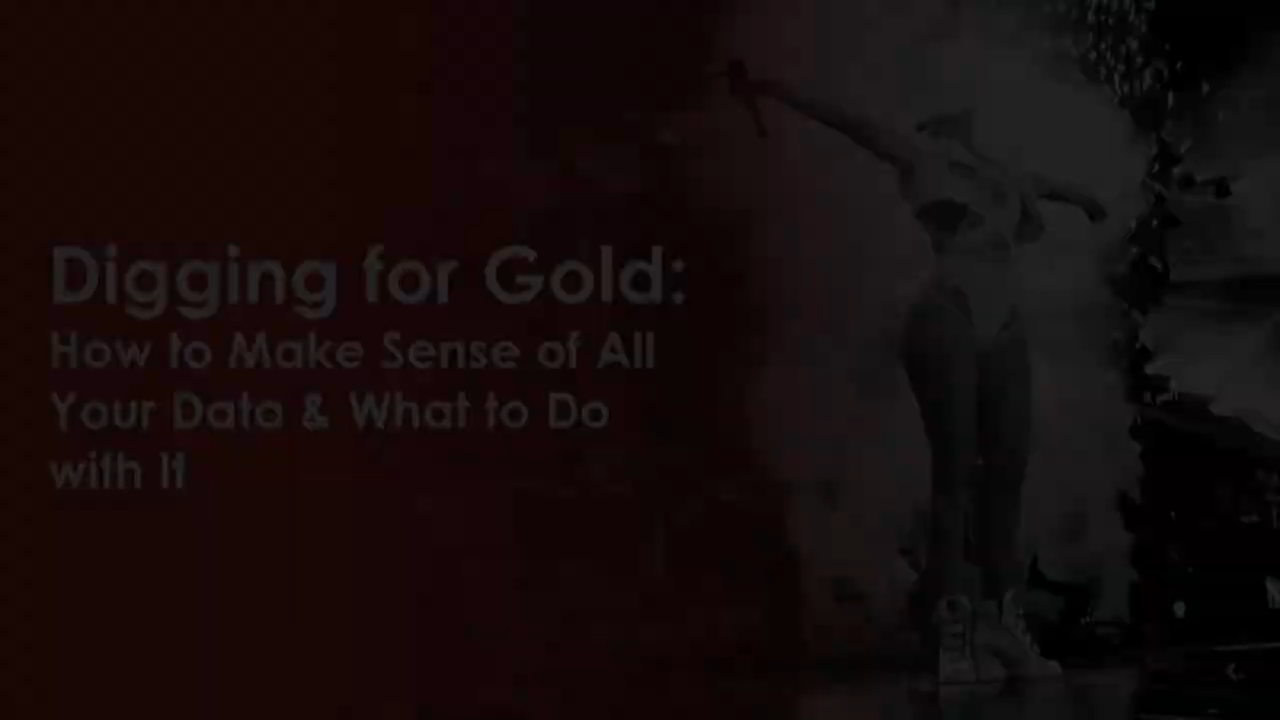 Digging for Gold:
How to Make Sense of All
Your Data & What to Do
with It